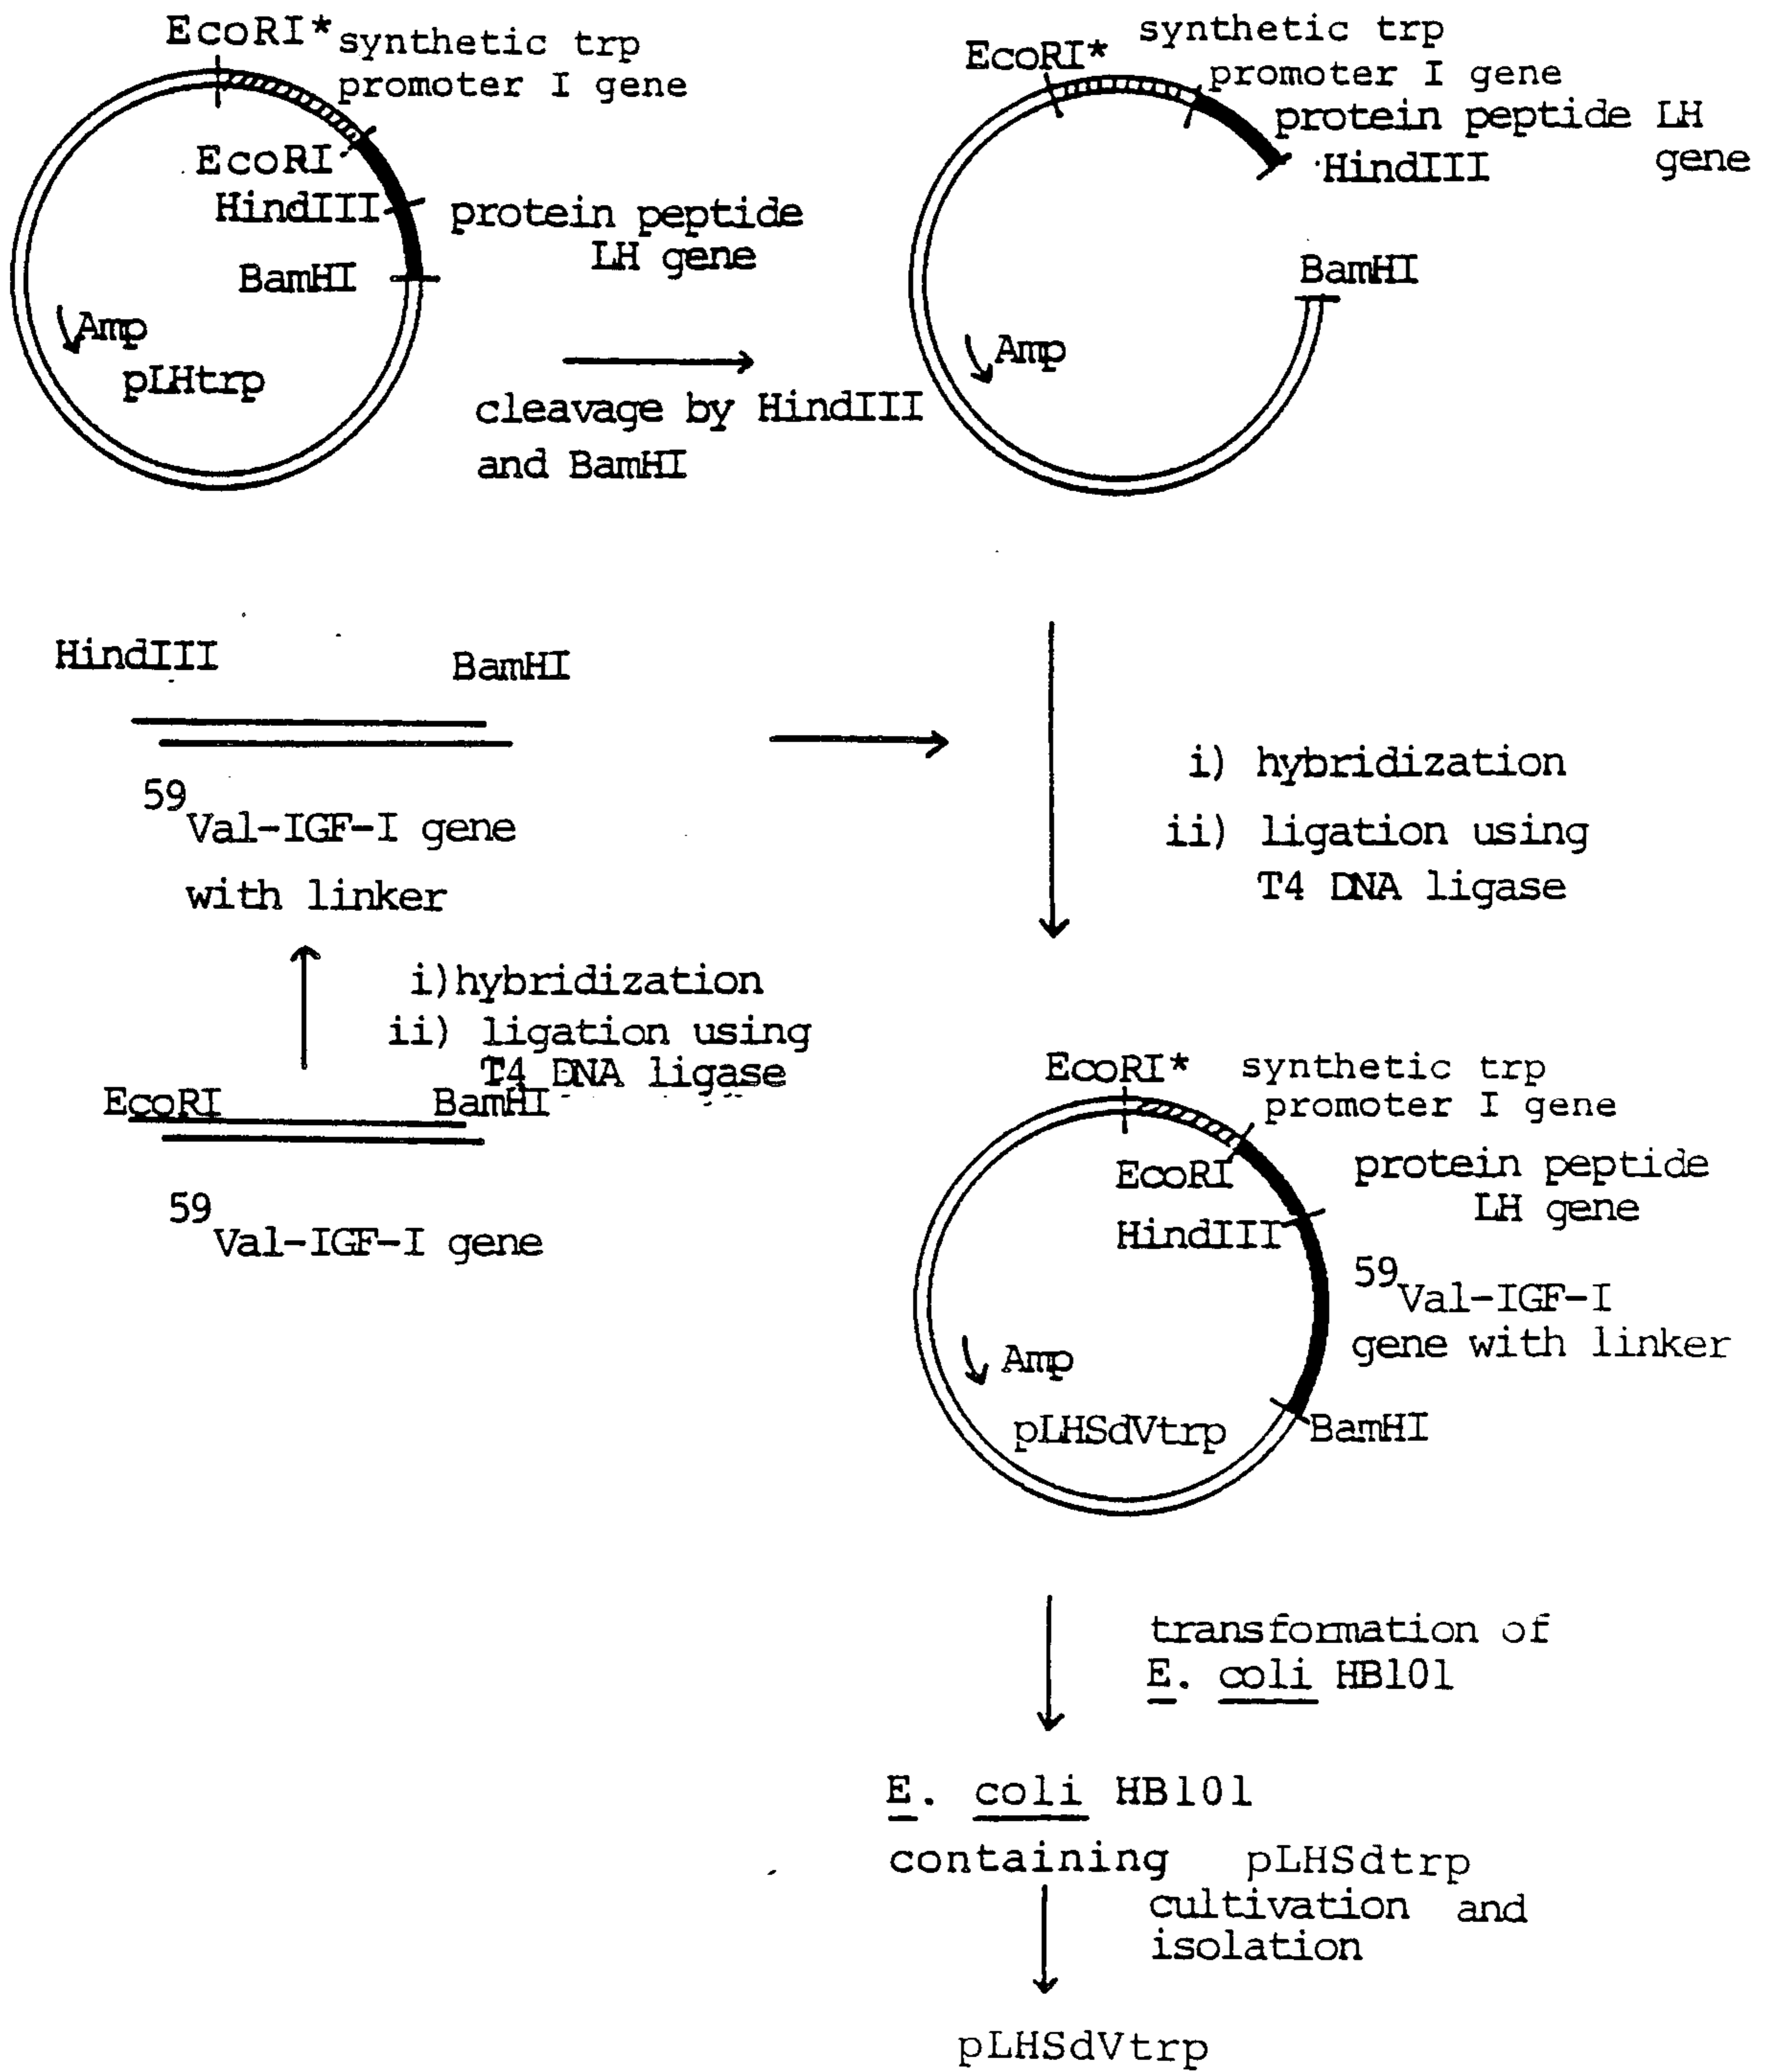 EcoRI* synthetic trp
promoter I gene
EcoRI
HindIII
protein peptide
LH gene
BamHI
Amp
pLHtrp
cleavage by HindIII
and BamHI
EcoRI*
synthetic trp
promoter I gene
protein peptide LH
gene
HindIII
BamHI
Amp
HindIII
BamHI
59
Val-IGF-I gene
with linker
i) hybridization
ii) ligation using
T4 DNA ligase
i)hybridization
ii) ligation using
T4 DNA ligase
EcoRI
BamHI
59
Val-IGF-I gene
EcoRI* synthetic trp
promoter I gene
EcoRI
protein peptide
LH gene
HindIII
59
Val-IGF-I
gene with linker
Amp
pLHSdVtrp
BamHI
transformation of
E. coli HB101
E. coli HB101
containing pLHSdtrp
cultivation and
isolation
pLHSdVtrp